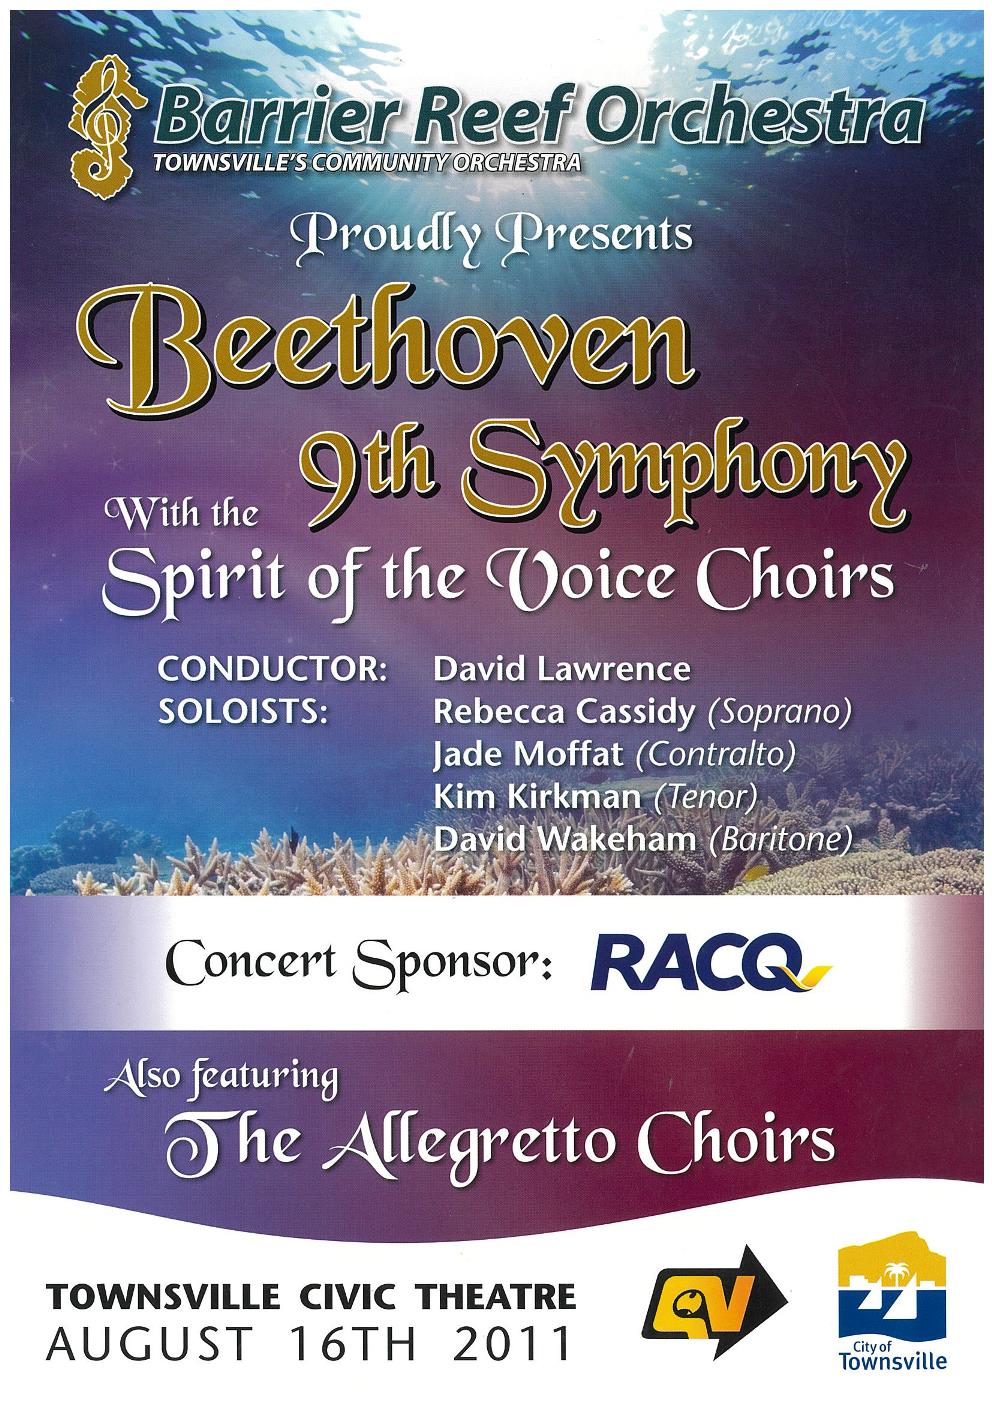 Barrier Reef Orchestra
TOWNSVILLE'S COMMUNITY ORCHESTRA
Proudly Presents
Beethoven
9th Symphony
With the
Spirit of the Voice Choirs
CONDUCTOR: David Lawrence
SOLOISTS: Rebecca Cassidy (Soprano)
Jade Moffat (Contralto)
Kim Kirkman (Tenor)
David Wakeham (Baritone)
Concert Sponsor: RACQ
Also featuring
The Allegretto Choirs
TOWNSVILLE CIVIC THEATRE
AUGUST 16TH 2011
QV
City of
Townsville